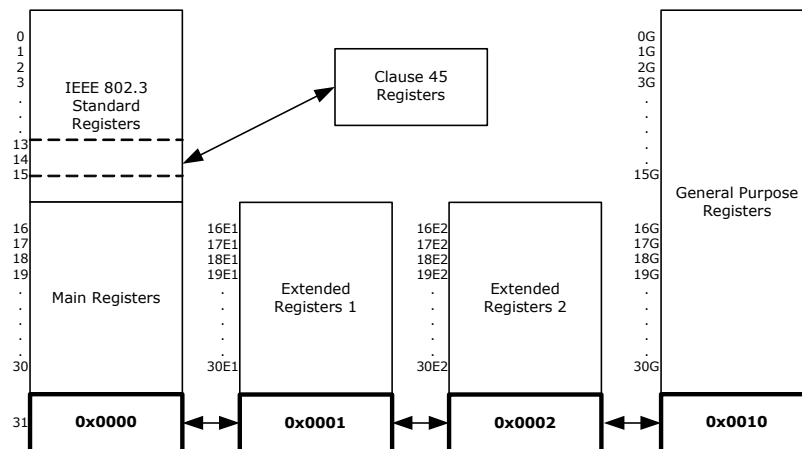 0
1
2
3
.
.
.
13
14
15
IEEE 802.3
Standard
Registers
Clause 45
Registers
0G
1G
2G
3G
.
.
.
.
15G
General Purpose
Registers
16
17
18
19
.
.
.
.
.
30
Main Registers
16E1
17E1
18E1
19E1
.
.
.
.
.
30E1
Extended
Registers 1
16E2
17E2
18E2
19E2
.
.
.
.
.
30E2
Extended
Registers 2
16G
17G
18G
19G
.
.
.
.
.
30G
31
0x0000
0x0001
0x0002
0x0010